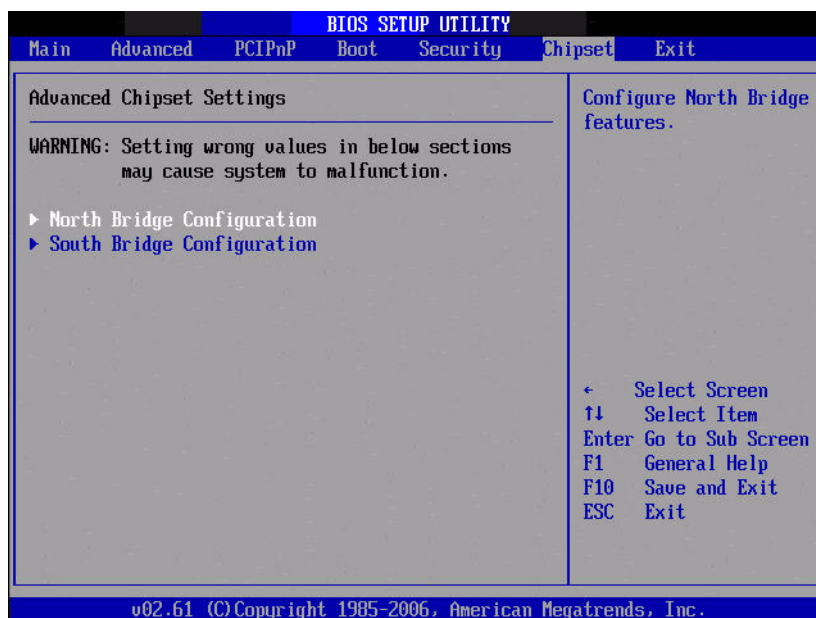 BIOS SETUP UTILITY
Main Advanced PCIPnP Boot Security Chipset Exit
Advanced Chipset Settings
WARNING: Setting wrong values in below sections
may cause system to malfunction.
▶ North Bridge Configuration
▶ South Bridge Configuration
Configure North Bridge
features.
← Select Screen
↑↓ Select Item
Enter Go to Sub Screen
F1 General Help
F10 Save and Exit
ESC Exit
v02.61 (C)Copyright 1985-2006, American Megatrends, Inc.